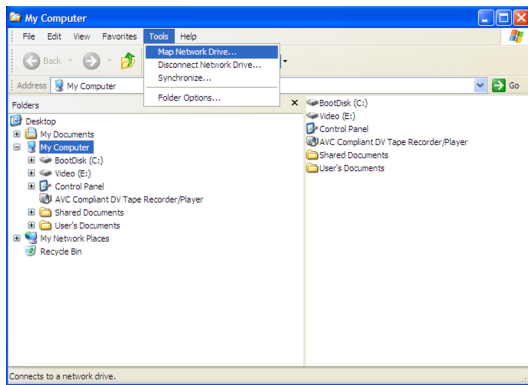 My Computer
File Edit View Favorites Tools Help
Map Network Drive...
Disconnect Network Drive...
Synchronize...
Folder Options...
Back
Address My Computer Go
Folders
Desktop
My Documents
My Computer
BootDisk (C:)
Video (E:)
Control Panel
AVC Compliant DV Tape Recorder/Player
Shared Documents
User's Documents
My Network Places
Recycle Bin
BootDisk (C:)
Video (E:)
Control Panel
AVC Compliant DV Tape Recorder/Player
Shared Documents
User's Documents
Connects to a network drive.